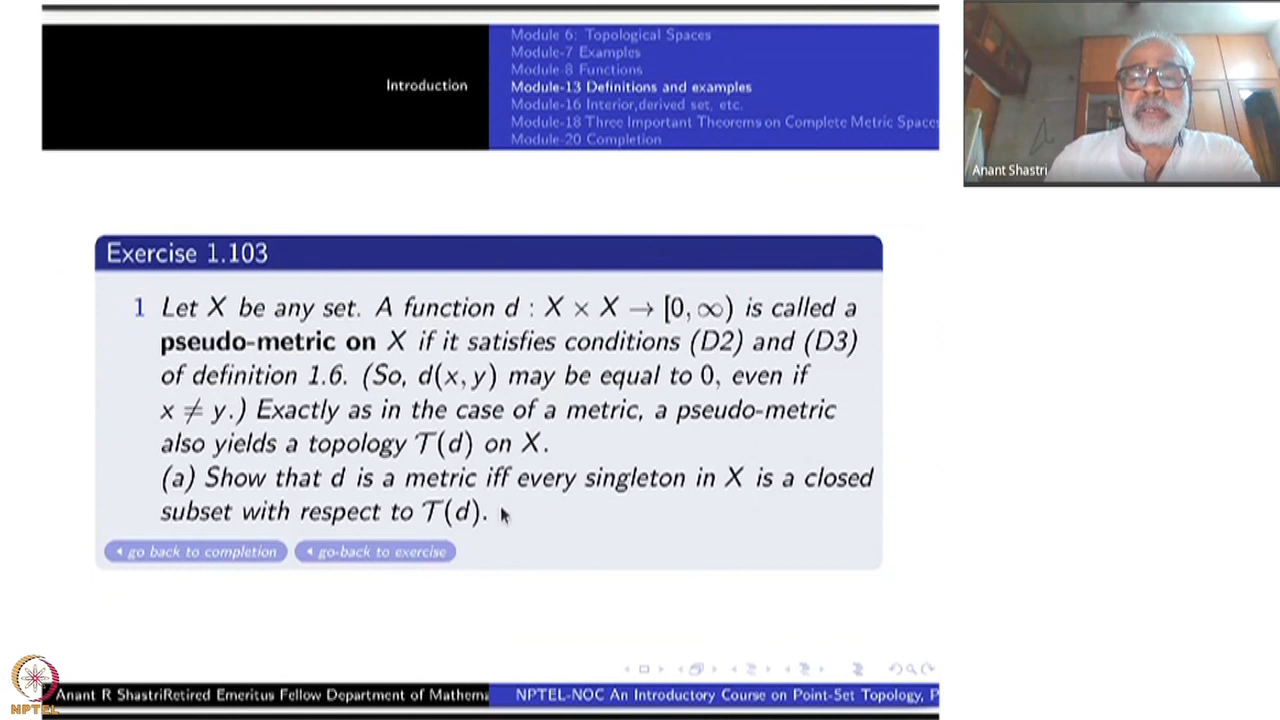 Introduction
Module 6: Topological Spaces
Module-7 Examples
Module-8 Functions
Module-13 Definitions and examples
Module-16 Interior,derived set, etc.
Module-18 Three Important Theorems on Complete Metric Spaces
Module-20 Completion
Anant Shastri
Exercise 1.103
1 Let X be any set. A function d : X × X → [0, ∞) is called a
pseudo-metric on X if it satisfies conditions (D2) and (D3)
of definition 1.6. (So, d(x, y) may be equal to 0, even if
x ≠ y.) Exactly as in the case of a metric, a pseudo-metric
also yields a topology 𝒯(d) on X.
(a) Show that d is a metric iff every singleton in X is a closed
subset with respect to 𝒯(d).
go back to completion
go-back to exercise
NPTEL
Anant R ShastriRetired Emeritus Fellow Department of Mathema
NPTEL-NOC An Introductory Course on Point-Set Topology, P